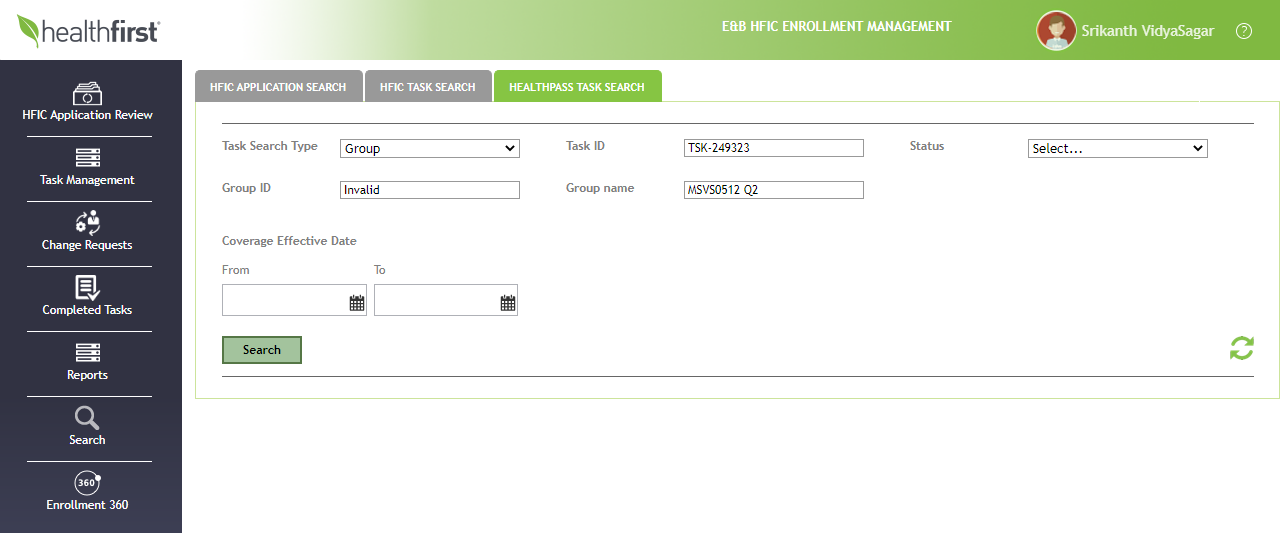 healthfirst
E&B HFIC ENROLLMENT MANAGEMENT
Srikanth VidyaSagar
?
HFIC Application Review
Task Management
Change Requests
Completed Tasks
Reports
Search
360
Enrollment 360
HFIC APPLICATION SEARCH
HFIC TASK SEARCH
HEALTHPASS TASK SEARCH
Task Search Type
Group
Task ID
TSK-249323
Status
Select...
Group ID
Invalid
Group name
MSVS0512 Q2
Coverage Effective Date
From
To
Search